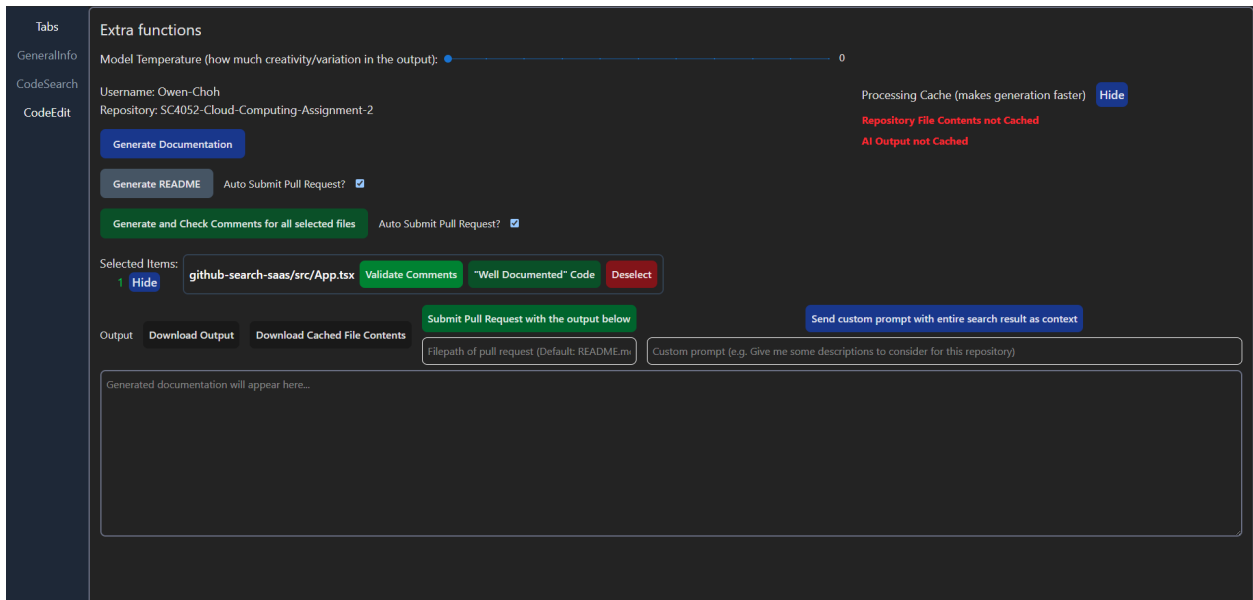 Tabs
GeneralInfo
CodeSearch
CodeEdit
Extra functions
Model Temperature (how much creativity/variation in the output): 0
Username: Owen-Choh
Repository: SC4052-Cloud-Computing-Assignment-2
Processing Cache (makes generation faster) Hide
Repository File Contents not Cached
AI Output not Cached
Generate Documentation
Generate README Auto Submit Pull Request?
Generate and Check Comments for all selected files Auto Submit Pull Request?
Selected Items:
1 Hide
github-search-saas/src/App.tsx Validate Comments "Well Documented" Code Deselect
Output Download Output Download Cached File Contents
Submit Pull Request with the output below
Filepath of pull request (Default: README.m
Send custom prompt with entire search result as context
Custom prompt (e.g. Give me some descriptions to consider for this repository)
Generated documentation will appear here...